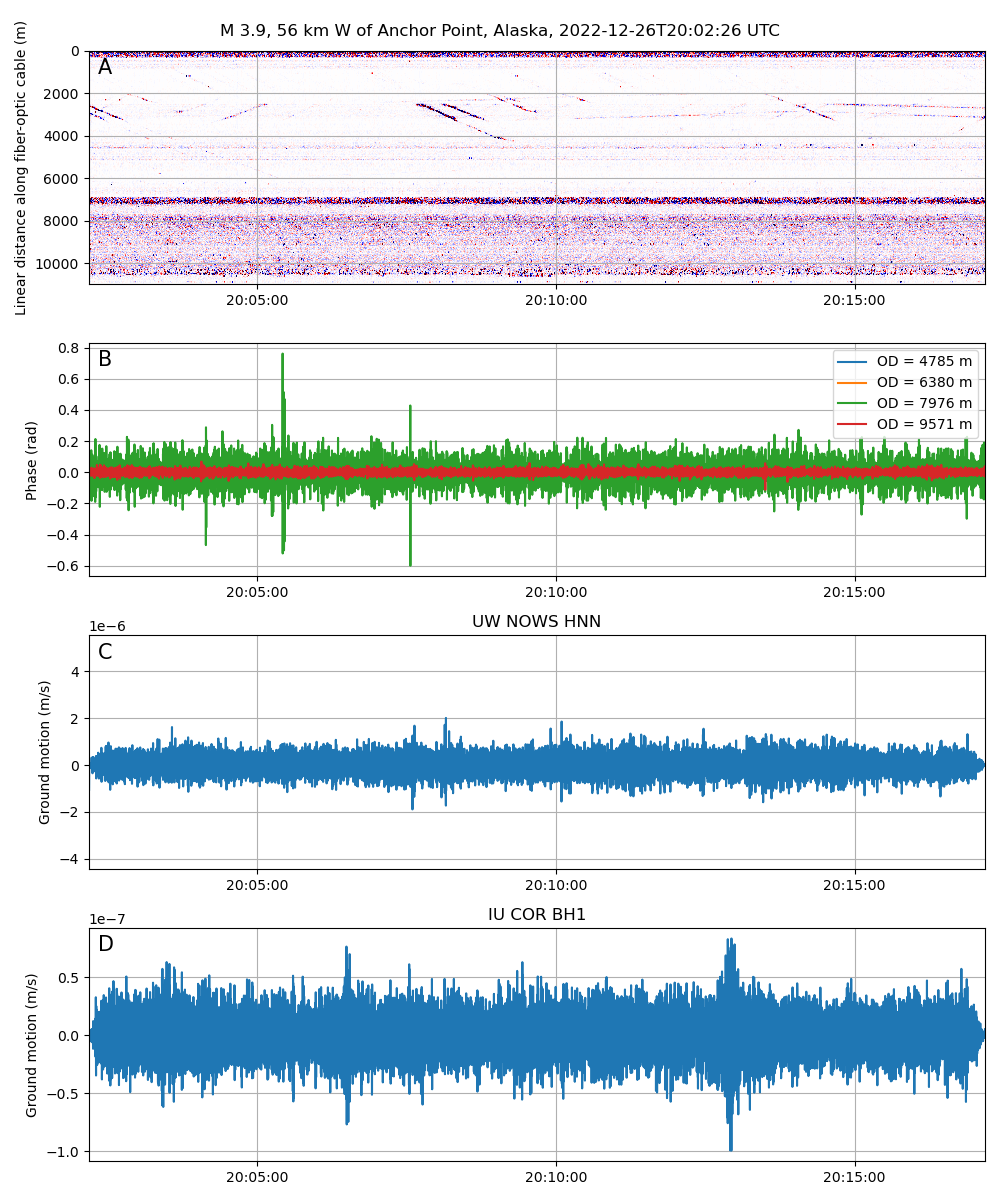 M 3.9, 56 km W of Anchor Point, Alaska, 2022-12-26T20:02:26 UTC
A
Linear distance along fiber-optic cable (m)
0
2000
4000
6000
8000
10000
20:05:00 20:10:00 20:15:00
B
Phase (rad)
0.8
0.6
0.4
0.2
0.0
−0.2
−0.4
−0.6
OD = 4785 m
OD = 6380 m
OD = 7976 m
OD = 9571 m
20:05:00 20:10:00 20:15:00
UW NOWS HNN
1e−6
C
Ground motion (m/s)
4
2
0
−2
−4
20:05:00 20:10:00 20:15:00
IU COR BH1
1e−7
D
Ground motion (m/s)
0.5
0.0
−0.5
−1.0
20:05:00 20:10:00 20:15:00